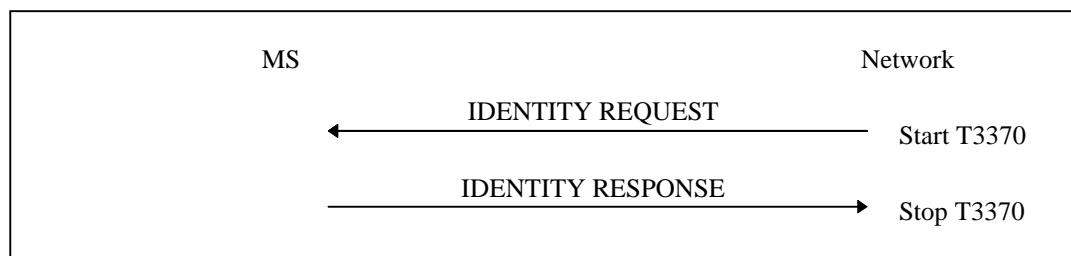 MS Network
IDENTITY REQUEST
Start T3370
IDENTITY RESPONSE
Stop T3370